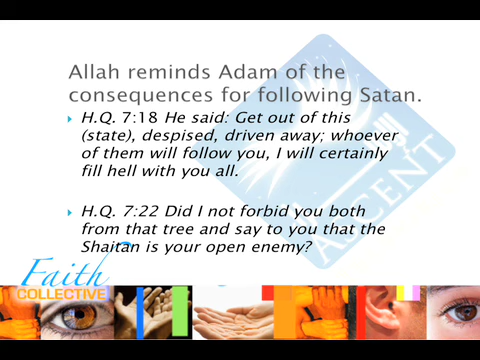 Allah reminds Adam of the
consequences for following Satan.
H.Q. 7:18 He said: Get out of this
(state), despised, driven away; whoever
of them will follow you, I will certainly
fill hell with you all.
H.Q. 7:22 Did I not forbid you both
from that tree and say to you that the
Shaitan is your open enemy?
ASCENT
Faith
COLLECTIVE